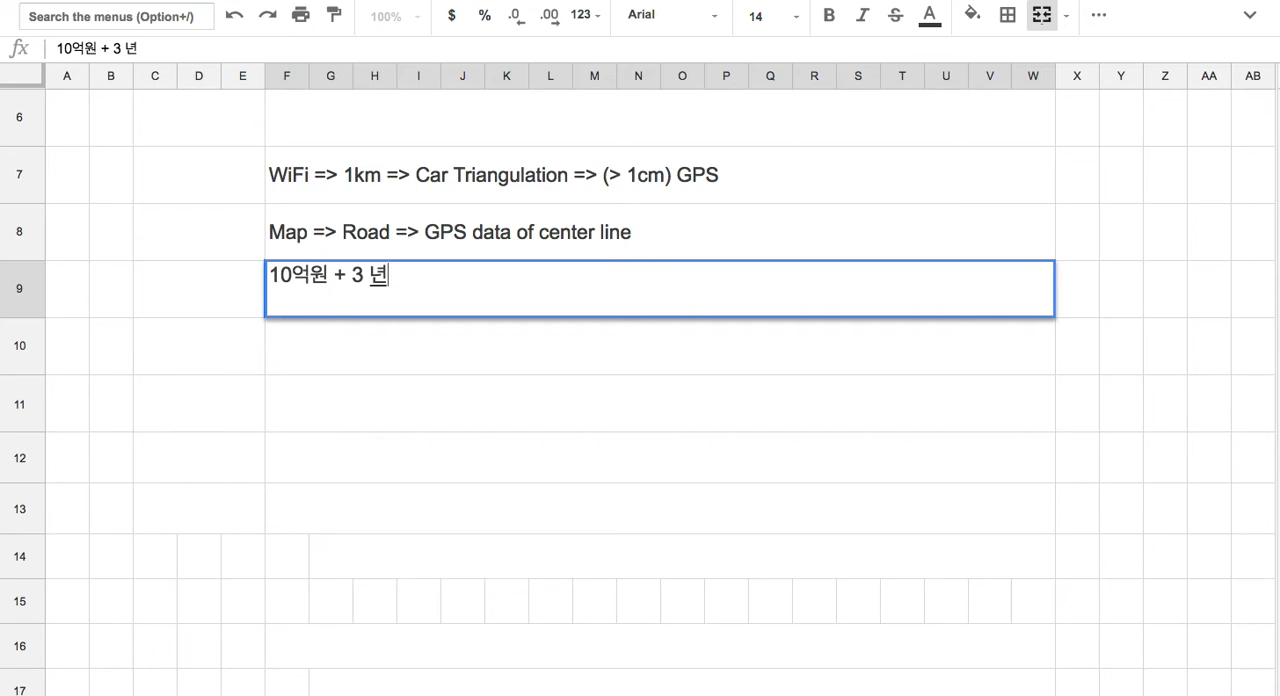 Search the menus (Option+/) 100% $ % .0 .00 123 Arial 14 B I S A
fx 10억원 + 3 년
A B C D E F G H I J K L M N O P Q R S T U V W X Y Z AA AB
6
7 WiFi => 1km => Car Triangulation => (> 1cm) GPS
8 Map => Road => GPS data of center line
9 10억원 + 3 년
10
11
12
13
14
15
16
17